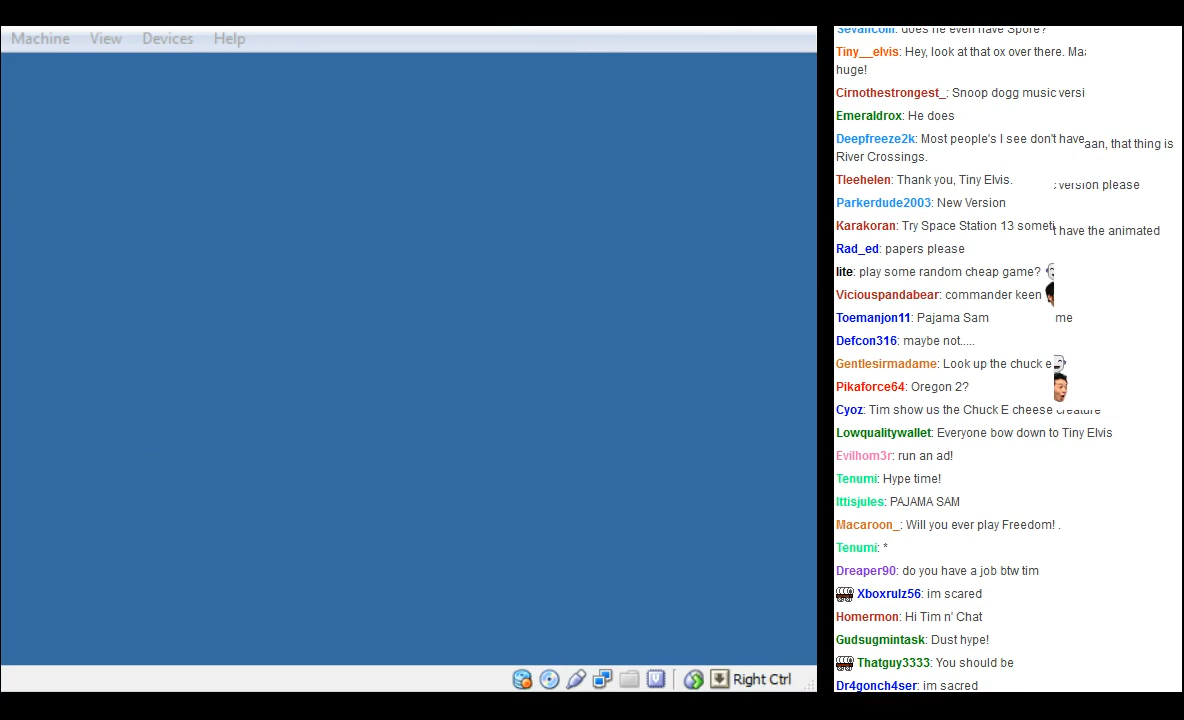 Machine View Devices Help
Right Ctrl
Sevancoin: does he even have Spore?
Tiny__elvis: Hey, look at that ox over there. Maa
huge!
Cirnothestrongest_: Snoop dogg music versi
Emeraldrox: He does
Deepfreeze2k: Most people's I see don't have
aan, that thing is
River Crossings.
Tleehelen: Thank you, Tiny Elvis.
version please
Parkerdude2003: New Version
Karakoran: Try Space Station 13 someti
t have the animated
Rad_ed: papers please
lite: play some random cheap game?
Viciouspandabear: commander keen
Toemanjon11: Pajama Sam
me
Defcon316: maybe not.....
Gentlesirmadame: Look up the chuck e
Pikaforce64: Oregon 2?
Cyoz: Tim show us the Chuck E cheese creature
Lowqualitywallet: Everyone bow down to Tiny Elvis
Evilhom3r: run an ad!
Tenumi: Hype time!
Ittisjules: PAJAMA SAM
Macaroon_: Will you ever play Freedom! .
Tenumi: *
Dreaper90: do you have a job btw tim
Xboxrulz56: im scared
Homermon: Hi Tim n' Chat
Gudsugmintask: Dust hype!
Thatguy3333: You should be
Dr4gonch4ser: im sacred